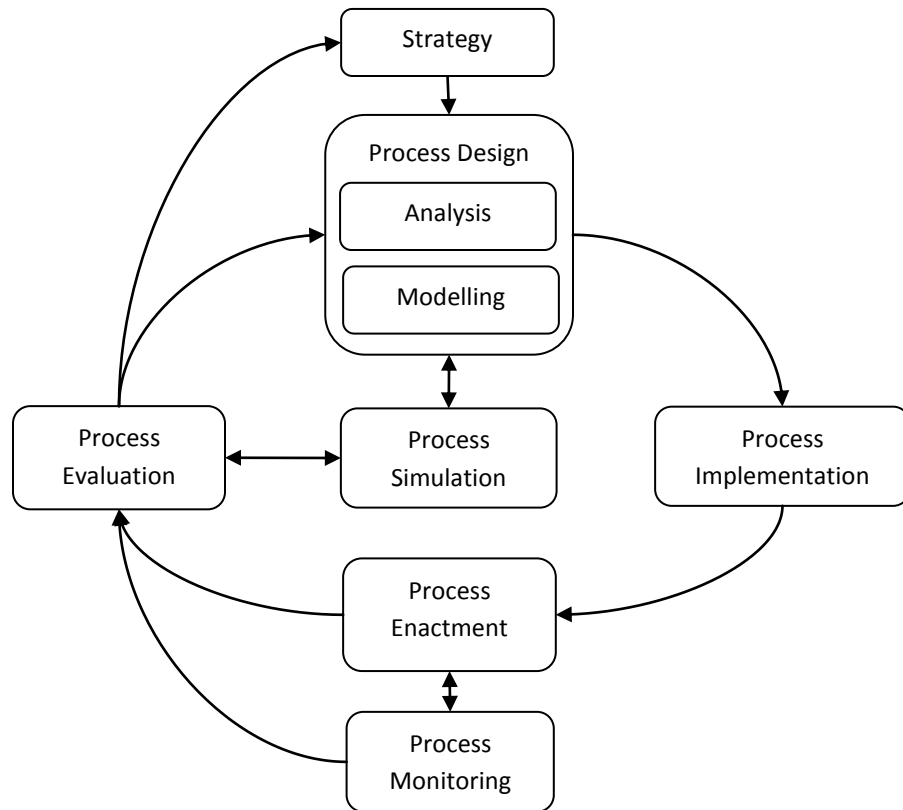 Strategy
Process Design
Analysis
Modelling
Process
Evaluation
Process
Simulation
Process
Implementation
Process
Enactment
Process
Monitoring